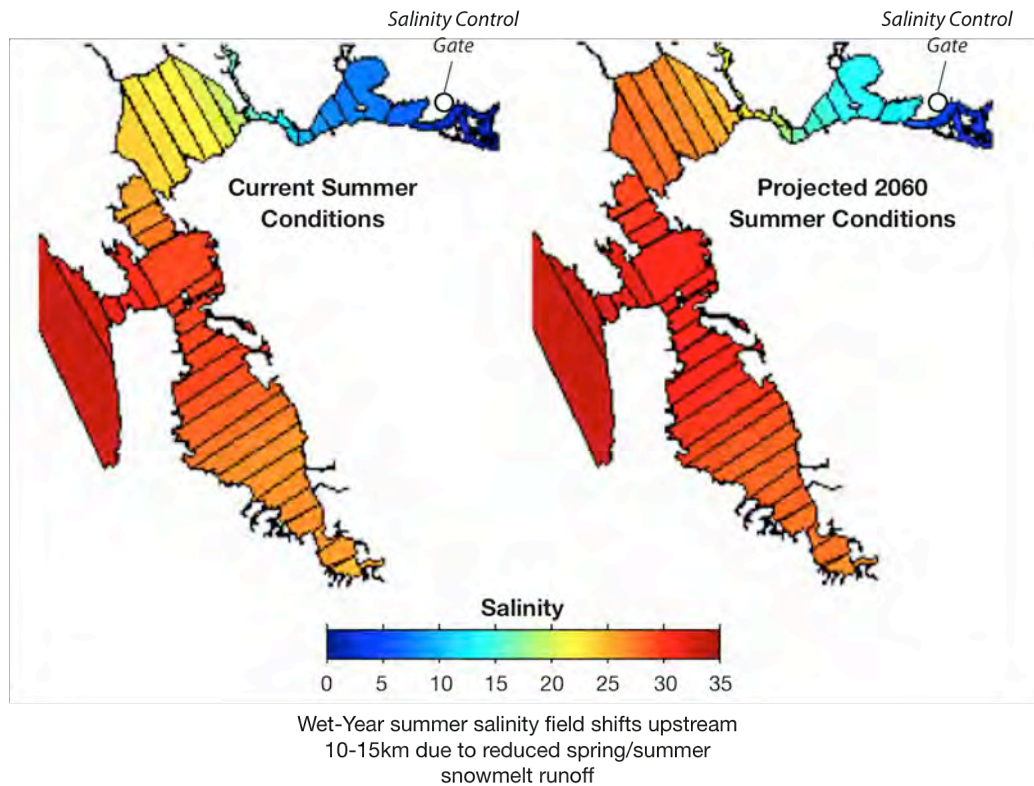 Salinity Control
Gate
Salinity Control
Gate
Current Summer
Conditions
Projected 2060
Summer Conditions
Salinity
0 5 10 15 20 25 30 35
Wet-Year summer salinity field shifts upstream
10-15km due to reduced spring/summer
snowmelt runoff